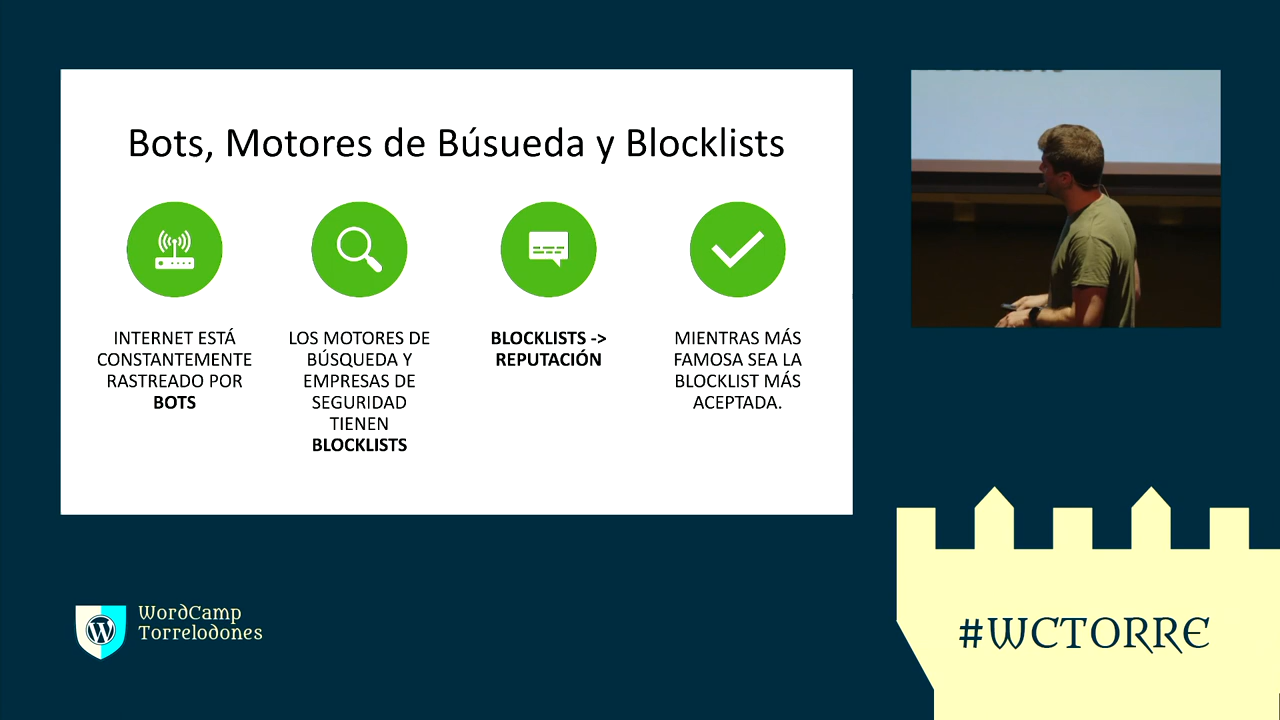 Bots, Motores de Búsueda y Blocklists
INTERNET ESTÁ
CONSTANTEMENTE
RASTREADO POR
BOTS
LOS MOTORES DE
BÚSQUEDA Y
EMPRESAS DE
SEGURIDAD
TIENEN
BLOCKLISTS
BLOCKLISTS ->
REPUTACIÓN
MIENTRAS MÁS
FAMOSA SEA LA
BLOCKLIST MÁS
ACEPTADA.
WordCamp
Torrelodones
#WCTORRE